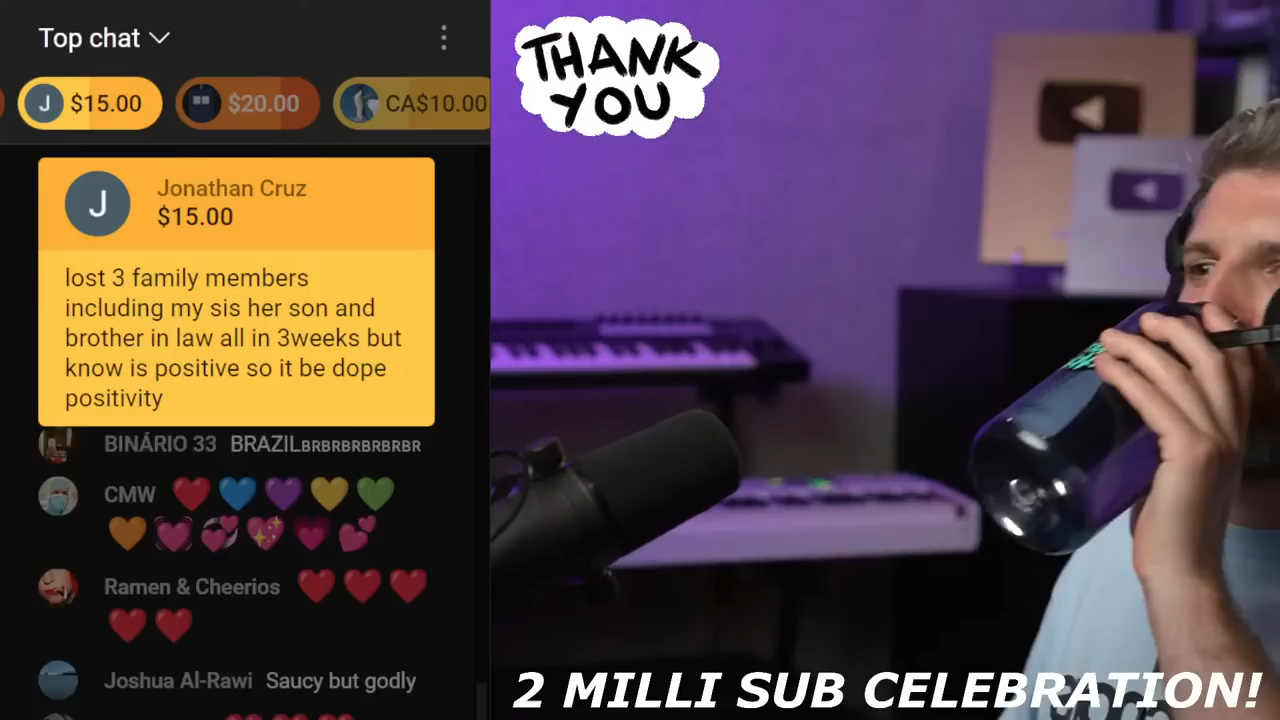 Top chat
J $15.00
$20.00
CA$10.00
J
Jonathan Cruz
$15.00
lost 3 family members
including my sis her son and
brother in law all in 3weeks but
know is positive so it be dope
positivity
BINÁRIO 33 BRAZILBRBRBRBRBRBR
CMW
Ramen & Cheerios
Joshua Al-Rawi Saucy but godly
THANK
YOU
2 MILLI SUB CELEBRATION!